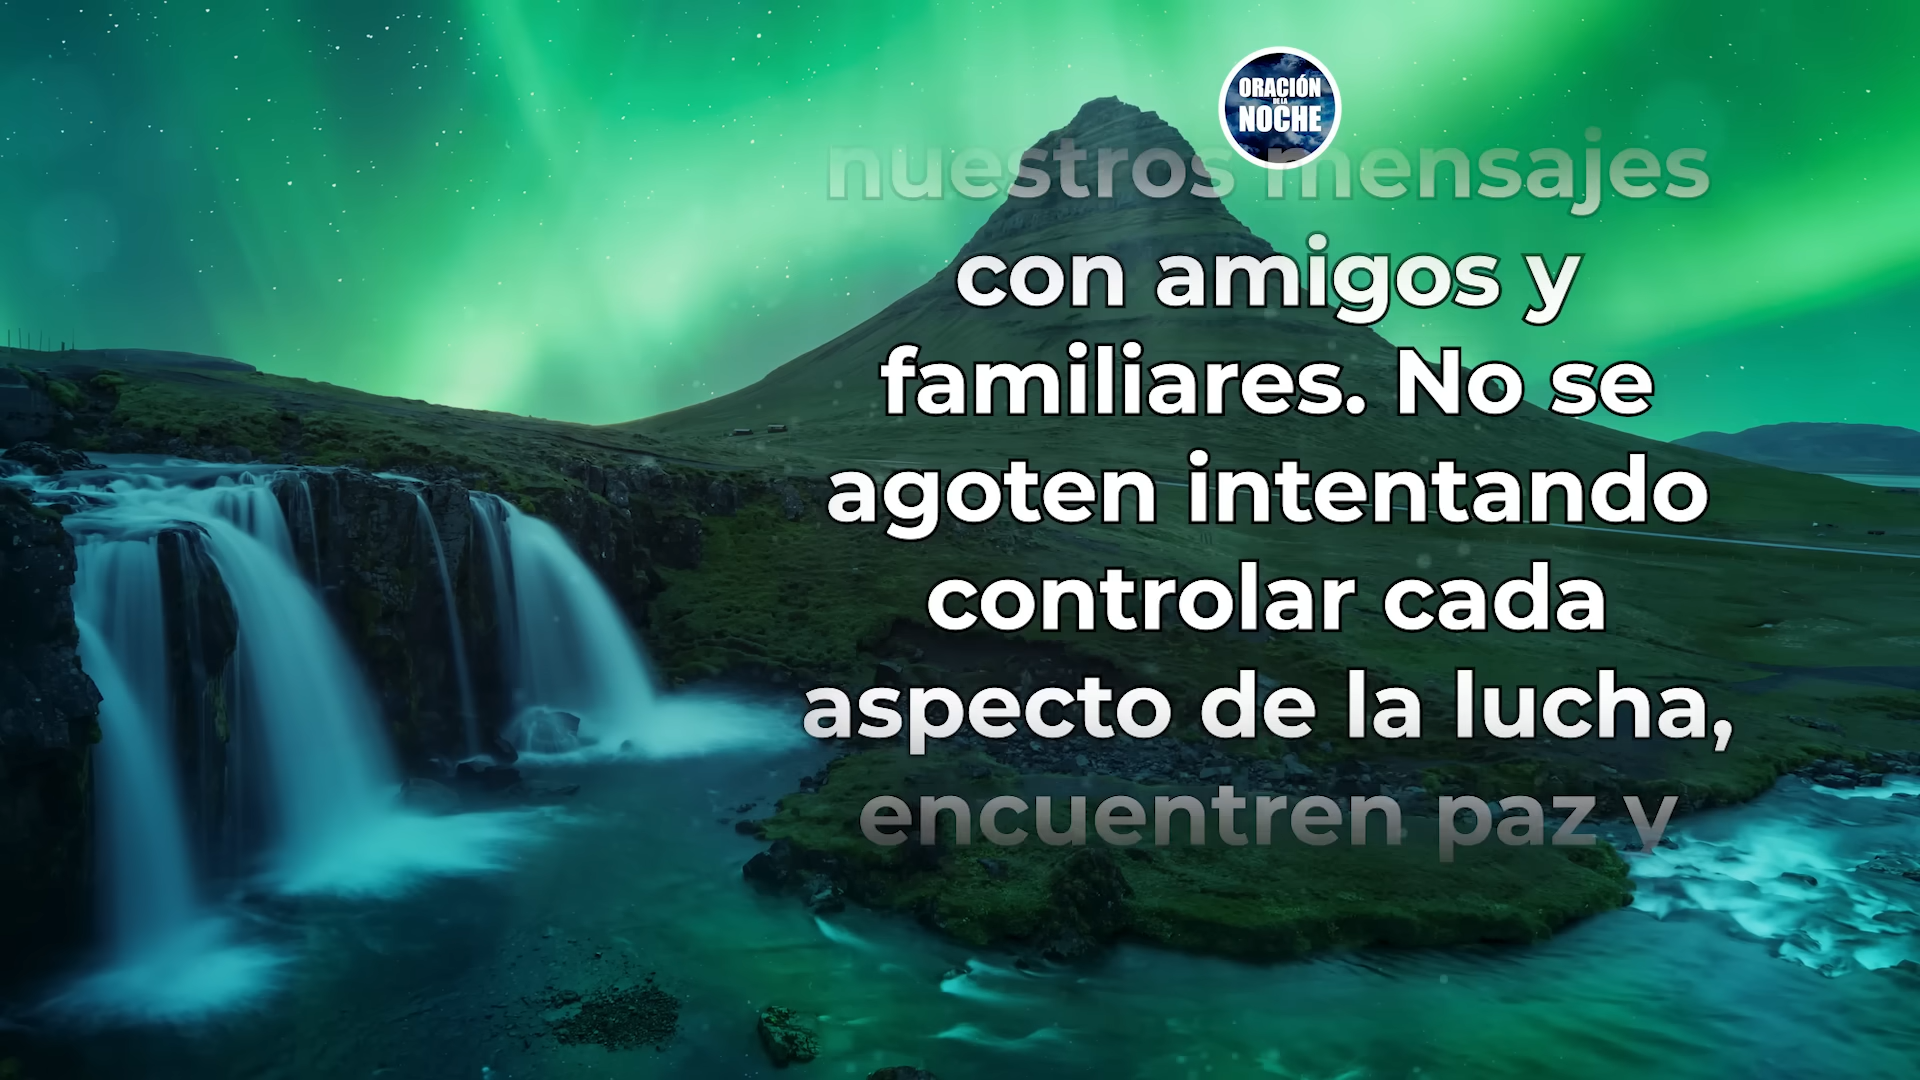 ORACIÓN
DE LA
NOCHE
nuestros mensajes
con amigos y
familiares. No se
agoten intentando
controlar cada
aspecto de la lucha,
encuentren paz y